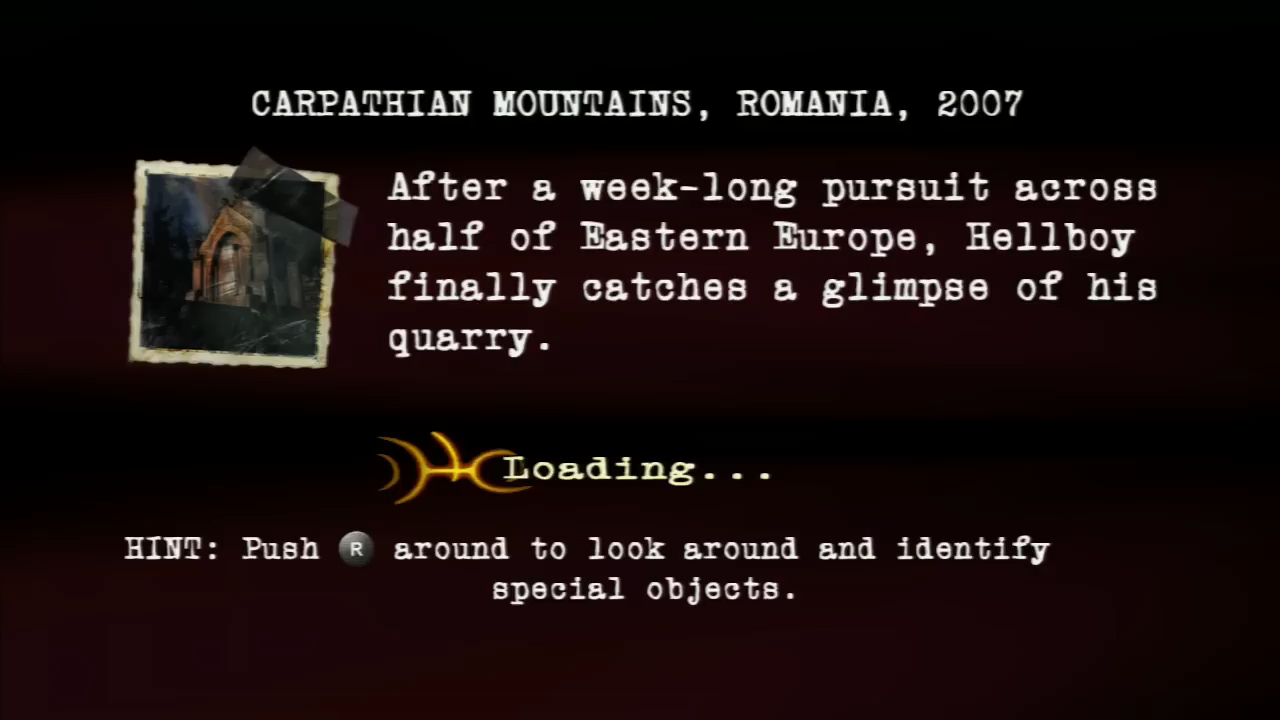 CARPATHIAN MOUNTAINS, ROMANIA, 2007
After a week-long pursuit across
half of Eastern Europe, Hellboy
finally catches a glimpse of his
quarry.
Loading...
HINT: Push R around to look around and identify
special objects.